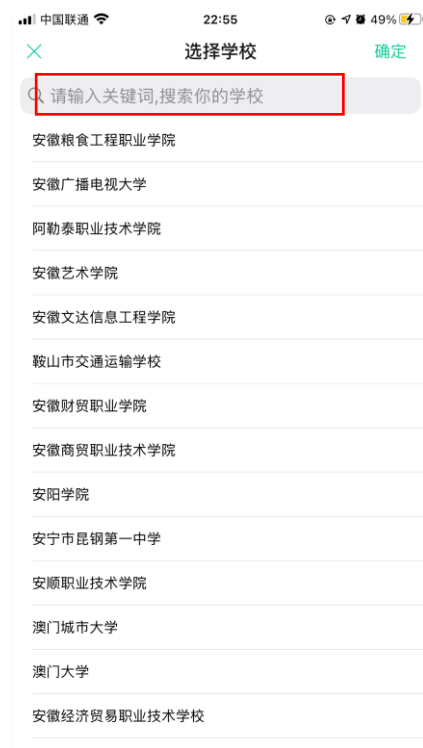 中国联通 22:55 49%
选择学校 确定
请输入关键词,搜索你的学校
安徽粮食工程职业学院
安徽广播电视大学
阿勒泰职业技术学院
安徽艺术学院
安徽文达信息工程学院
鞍山市交通运输学校
安徽财贸职业学院
安徽商贸职业技术学院
安阳学院
安宁市昆钢第一中学
安顺职业技术学院
澳门城市大学
澳门大学
安徽经济贸易职业技术学校